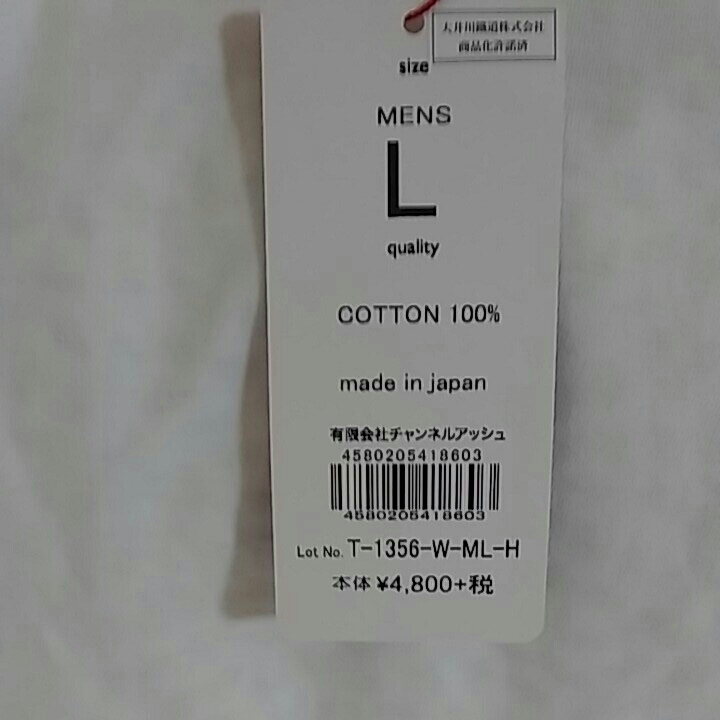 大井川鐵道株式会社
商品化許諾済
size
MENS
L
quality
COTTON 100%
made in japan
有限会社チャンネルアッシュ
4580205418603
4580205418603
Lot No. T-1356-W-ML-H
本体 ¥4,800+税